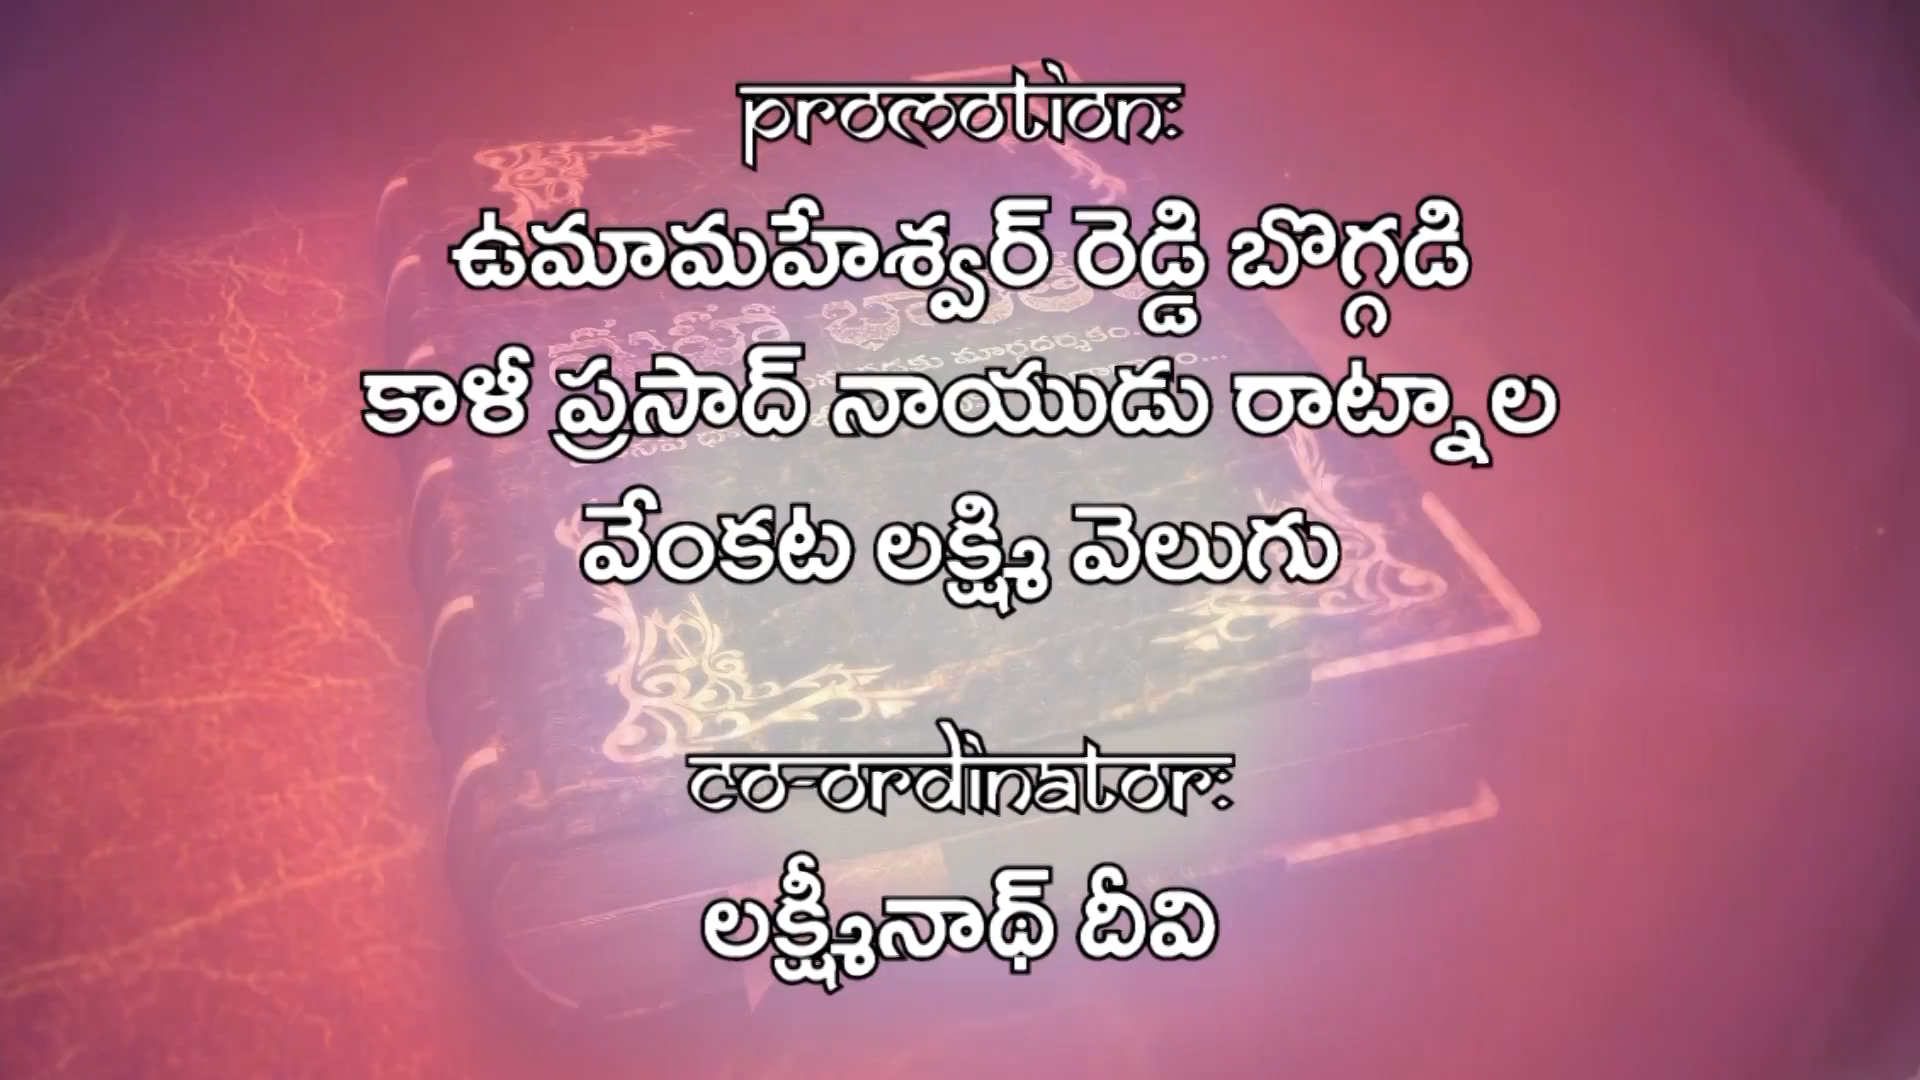 Promotion:
ఉమామహేశ్వర్ రెడ్డి బొగ్గడి
కాళీ ప్రసాద్ నాయుడు రాట్నాల
వేంకట లక్ష్మి వెలుగు
Co-ordinator:
లక్ష్మీనాథ్ దీవి